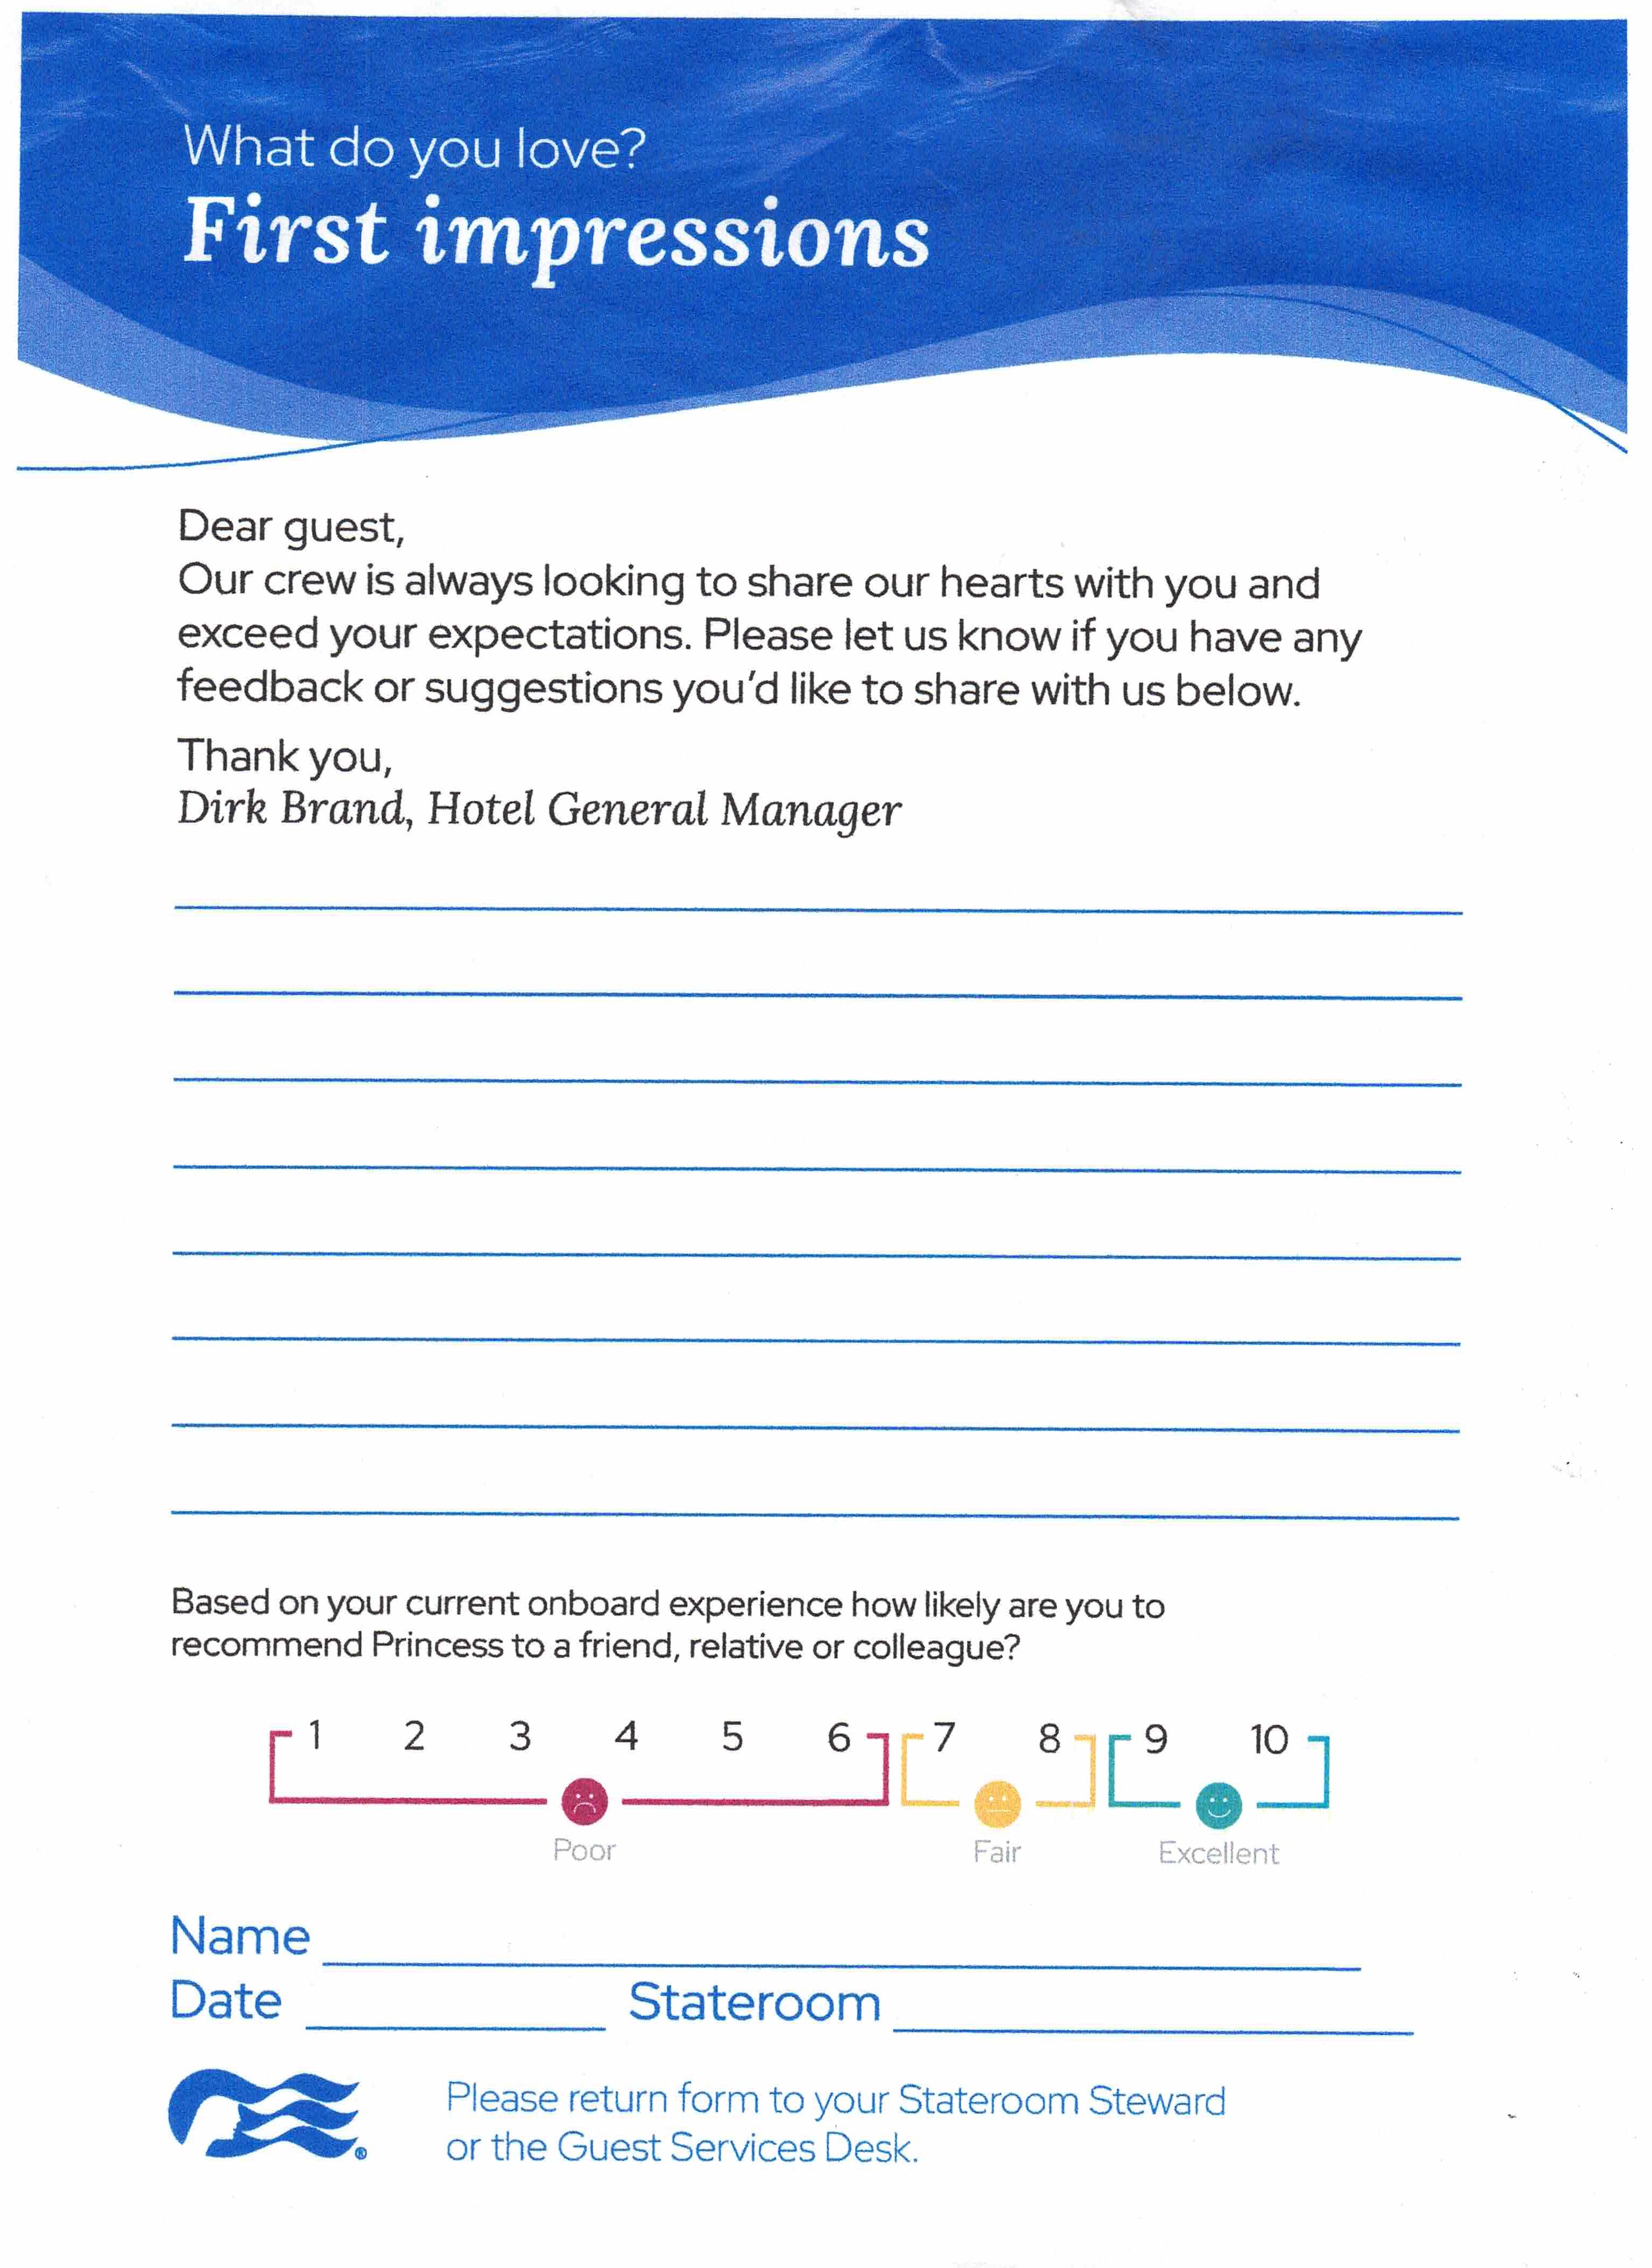 What do you love?
First impressions
Dear guest,
Our crew is always looking to share our hearts with you and
exceed your expectations. Please let us know if you have any
feedback or suggestions you'd like to share with us below.
Thank you,
Dirk Brand, Hotel General Manager
Based on your current onboard experience how likely are you to
recommend Princess to a friend, relative or colleague?
1 2 3 4 5 6 7 8 9 10
Poor Fair Excellent
Name
Date Stateroom
®
Please return form to your Stateroom Steward
or the Guest Services Desk.